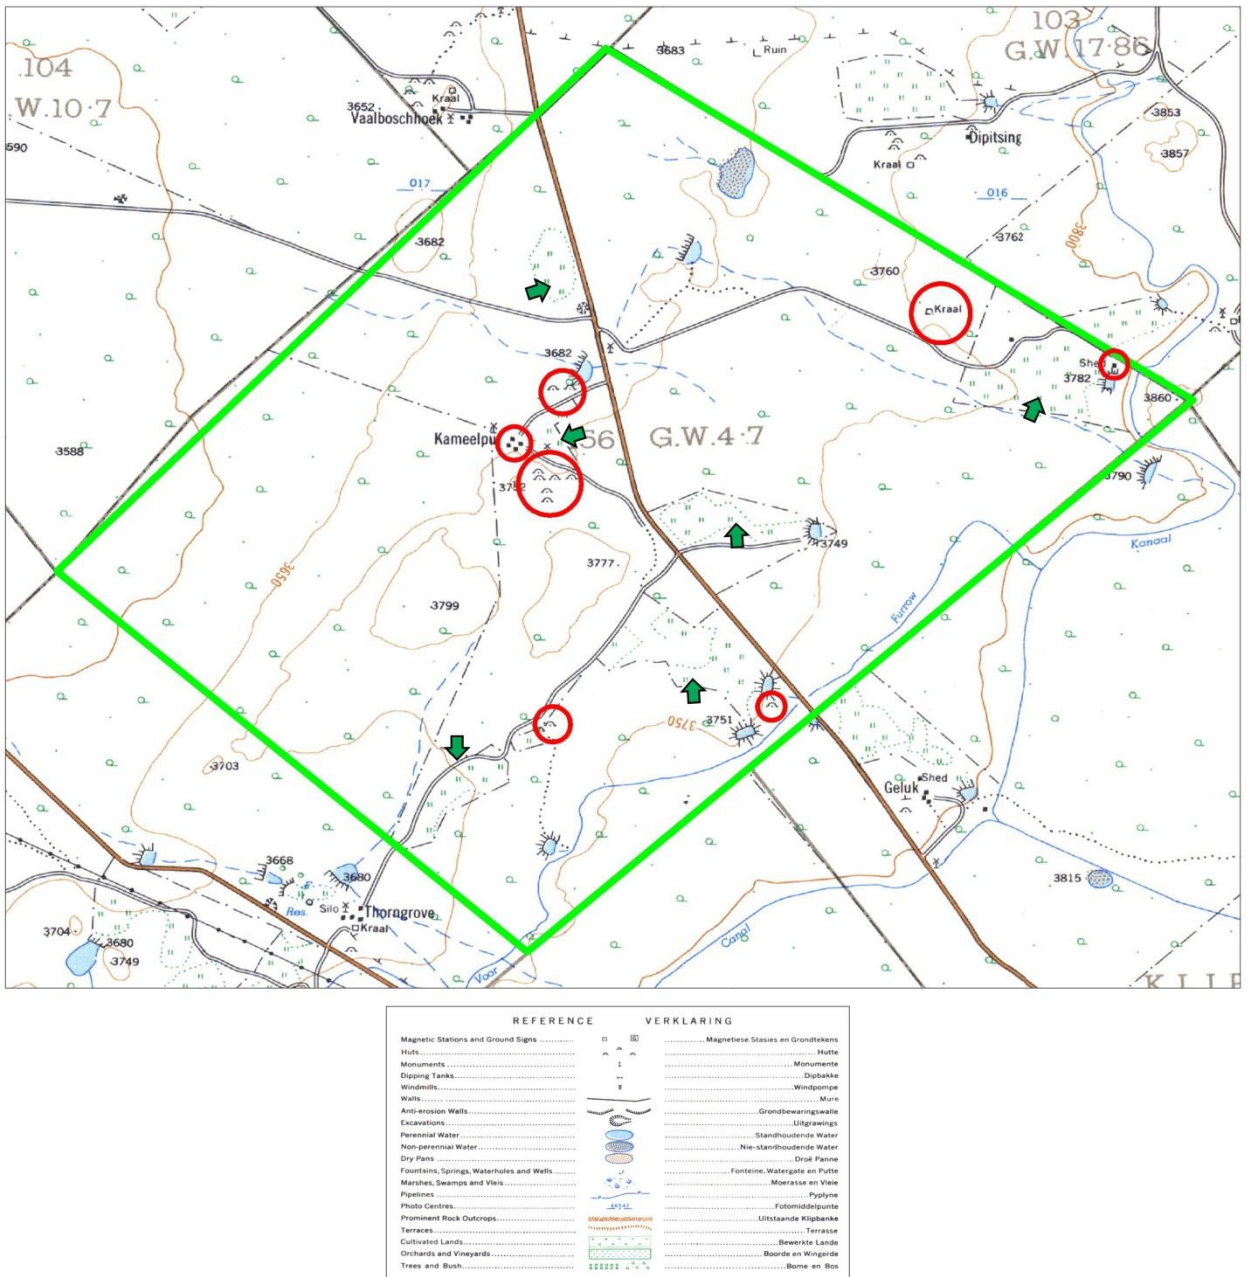 103
G.W.17·86
3683
Ruin
104
W.10·7
Kraal
3652
Vaalboschhoek
3853
Dipitsing
3857
Kraal
590
017
016
3682
3762
3800
3760
Kraal
3682
Shed
3782
3860
Kameelpu
56
G.W.4·7
3588
3790
3749
Kanaal
3650
3777
3799
Furrow
3750
3751
3703
Shed
Geluk
3668
3680
3815
Res.
Silo
Thorngrove
Kraal
3704
3680
3749
Canal
Voor
REFERENCE VERKLARING
Magnetic Stations and Ground Signs Magnetiese Stasies en Grondtekens
Huts Hutte
Monuments Monumente
Dipping Tanks Dipbakke
Windmills Windpompe
Walls Mure
Anti-erosion Walls Grondbewaringswalle
Excavations Uitgrawings
Perennial Water Standhoudende Water
Non-perennial Water Nie-standhoudende Water
Dry Pans Droë Panne
Fountains, Springs, Waterholes and Wells Fonteine, Watergate en Putte
Marshes, Swamps and Vleis Moerasse en Vleie
Pipelines Pyplyne
Photo Centres Fotomiddelpunte
Prominent Rock Outcrops Uitstaande Klipbanke
Terraces Terrasse
Cultivated Lands Bewerkte Lande
Orchards and Vineyards Boorde en Wingerde
Trees and Bush Bome en Bos